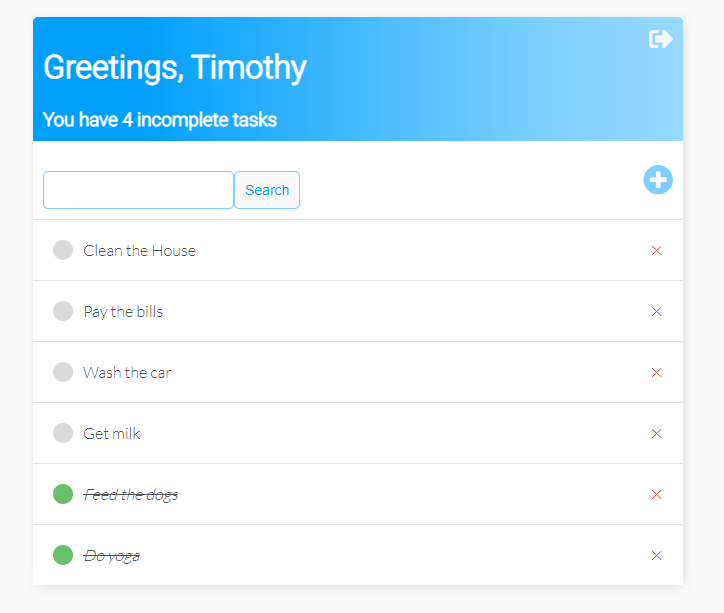 Greetings, Timothy
You have 4 incomplete tasks
Search
Clean the House
Pay the bills
Wash the car
Get milk
Feed the dogs
Do yoga